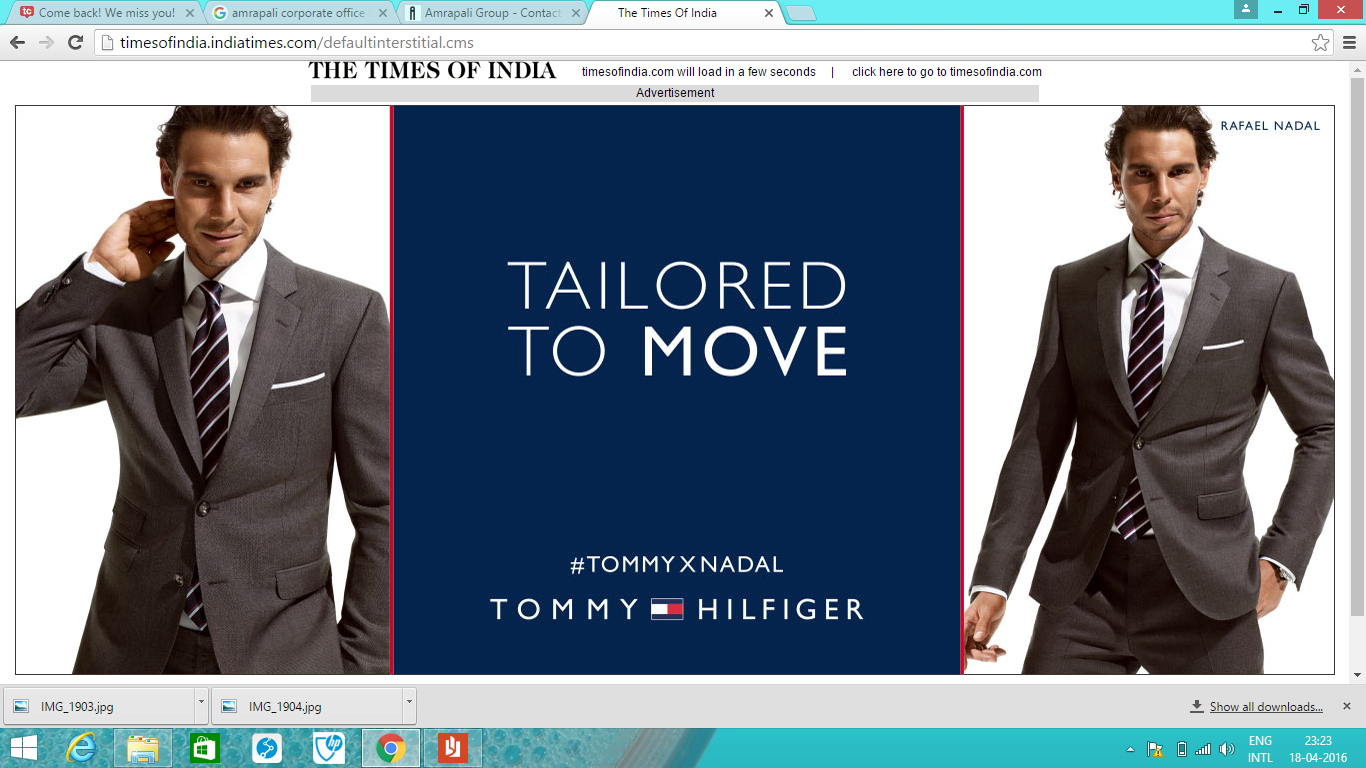 Come back! We miss you!
amrapali corporate office
Amrapali Group - Contact
The Times Of India
timesofindia.indiatimes.com/defaultinterstitial.cms
THE TIMES OF INDIA
timesofindia.com will load in a few seconds | click here to go to timesofindia.com
Advertisement
RAFAEL NADAL
TAILORED
TO MOVE
#TOMMYXNADAL
TOMMY HILFIGER
IMG_1903.jpg
IMG_1904.jpg
Show all downloads...
ENG
INTL
23:23
18-04-2016